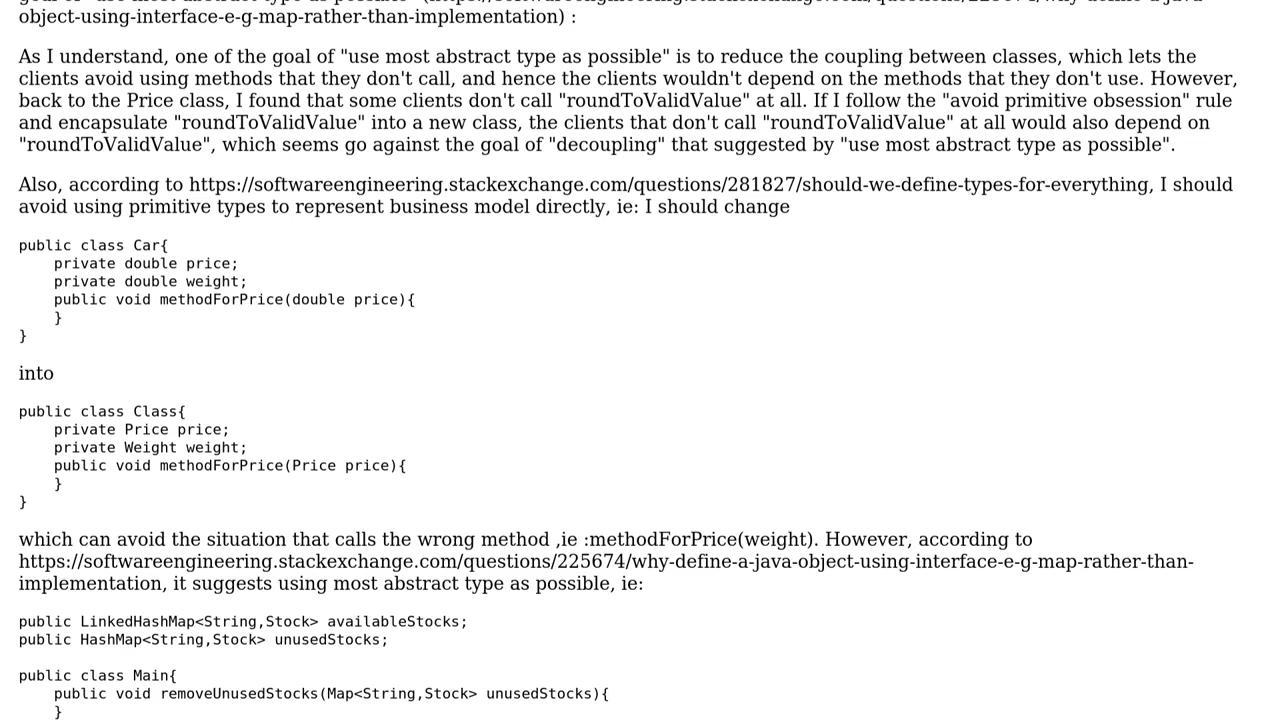 object-using-interface-e-g-map-rather-than-implementation) :
As I understand, one of the goal of "use most abstract type as possible" is to reduce the coupling between classes, which lets the
clients avoid using methods that they don't call, and hence the clients wouldn't depend on the methods that they don't use. However,
back to the Price class, I found that some clients don't call "roundToValidValue" at all. If I follow the "avoid primitive obsession" rule
and encapsulate "roundToValidValue" into a new class, the clients that don't call "roundToValidValue" at all would also depend on
"roundToValidValue", which seems go against the goal of "decoupling" that suggested by "use most abstract type as possible".
Also, according to https://softwareengineering.stackexchange.com/questions/281827/should-we-define-types-for-everything, I should
avoid using primitive types to represent business model directly, ie: I should change
public class Car{
    private double price;
    private double weight;
    public void methodForPrice(double price){
    }
}
into
public class Class{
    private Price price;
    private Weight weight;
    public void methodForPrice(Price price){
    }
}
which can avoid the situation that calls the wrong method ,ie :methodForPrice(weight). However, according to
https://softwareengineering.stackexchange.com/questions/225674/why-define-a-java-object-using-interface-e-g-map-rather-than-
implementation, it suggests using most abstract type as possible, ie:
public LinkedHashMap<String,Stock> availableStocks;
public HashMap<String,Stock> unusedStocks;
public class Main{
    public void removeUnusedStocks(Map<String,Stock> unusedStocks){
    }